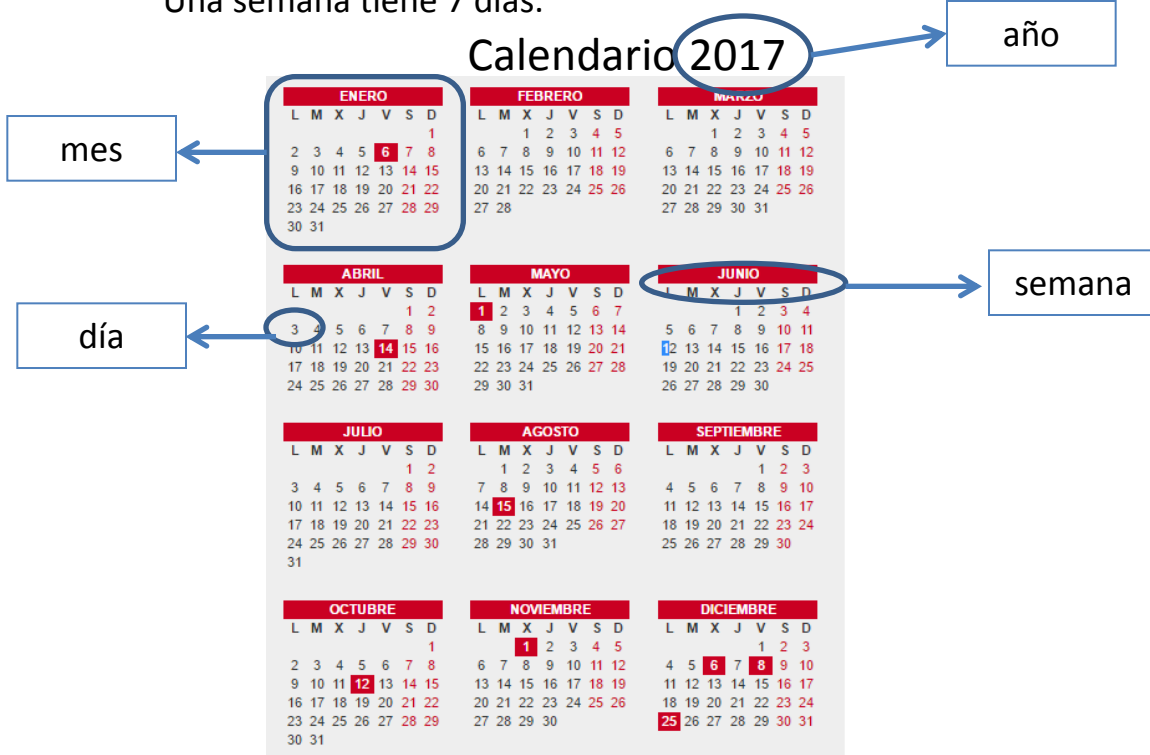 Una semana tiene 7 días.
Calendario 2017
año
mes
semana
día
ENERO
L M X J V S D
1
2 3 4 5 6 7 8
9 10 11 12 13 14 15
16 17 18 19 20 21 22
23 24 25 26 27 28 29
30 31
FEBRERO
L M X J V S D
1 2 3 4 5
6 7 8 9 10 11 12
13 14 15 16 17 18 19
20 21 22 23 24 25 26
27 28
MARZO
L M X J V S D
1 2 3 4 5
6 7 8 9 10 11 12
13 14 15 16 17 18 19
20 21 22 23 24 25 26
27 28 29 30 31
ABRIL
L M X J V S D
1 2
3 4 5 6 7 8 9
10 11 12 13 14 15 16
17 18 19 20 21 22 23
24 25 26 27 28 29 30
MAYO
L M X J V S D
1 2 3 4 5 6 7
8 9 10 11 12 13 14
15 16 17 18 19 20 21
22 23 24 25 26 27 28
29 30 31
JUNIO
L M X J V S D
1 2 3 4
5 6 7 8 9 10 11
12 13 14 15 16 17 18
19 20 21 22 23 24 25
26 27 28 29 30
JULIO
L M X J V S D
1 2
3 4 5 6 7 8 9
10 11 12 13 14 15 16
17 18 19 20 21 22 23
24 25 26 27 28 29 30
31
AGOSTO
L M X J V S D
1 2 3 4 5 6
7 8 9 10 11 12 13
14 15 16 17 18 19 20
21 22 23 24 25 26 27
28 29 30 31
SEPTIEMBRE
L M X J V S D
1 2 3
4 5 6 7 8 9 10
11 12 13 14 15 16 17
18 19 20 21 22 23 24
25 26 27 28 29 30
OCTUBRE
L M X J V S D
1
2 3 4 5 6 7 8
9 10 11 12 13 14 15
16 17 18 19 20 21 22
23 24 25 26 27 28 29
30 31
NOVIEMBRE
L M X J V S D
1 2 3 4 5
6 7 8 9 10 11 12
13 14 15 16 17 18 19
20 21 22 23 24 25 26
27 28 29 30
DICIEMBRE
L M X J V S D
1 2 3
4 5 6 7 8 9 10
11 12 13 14 15 16 17
18 19 20 21 22 23 24
25 26 27 28 29 30 31